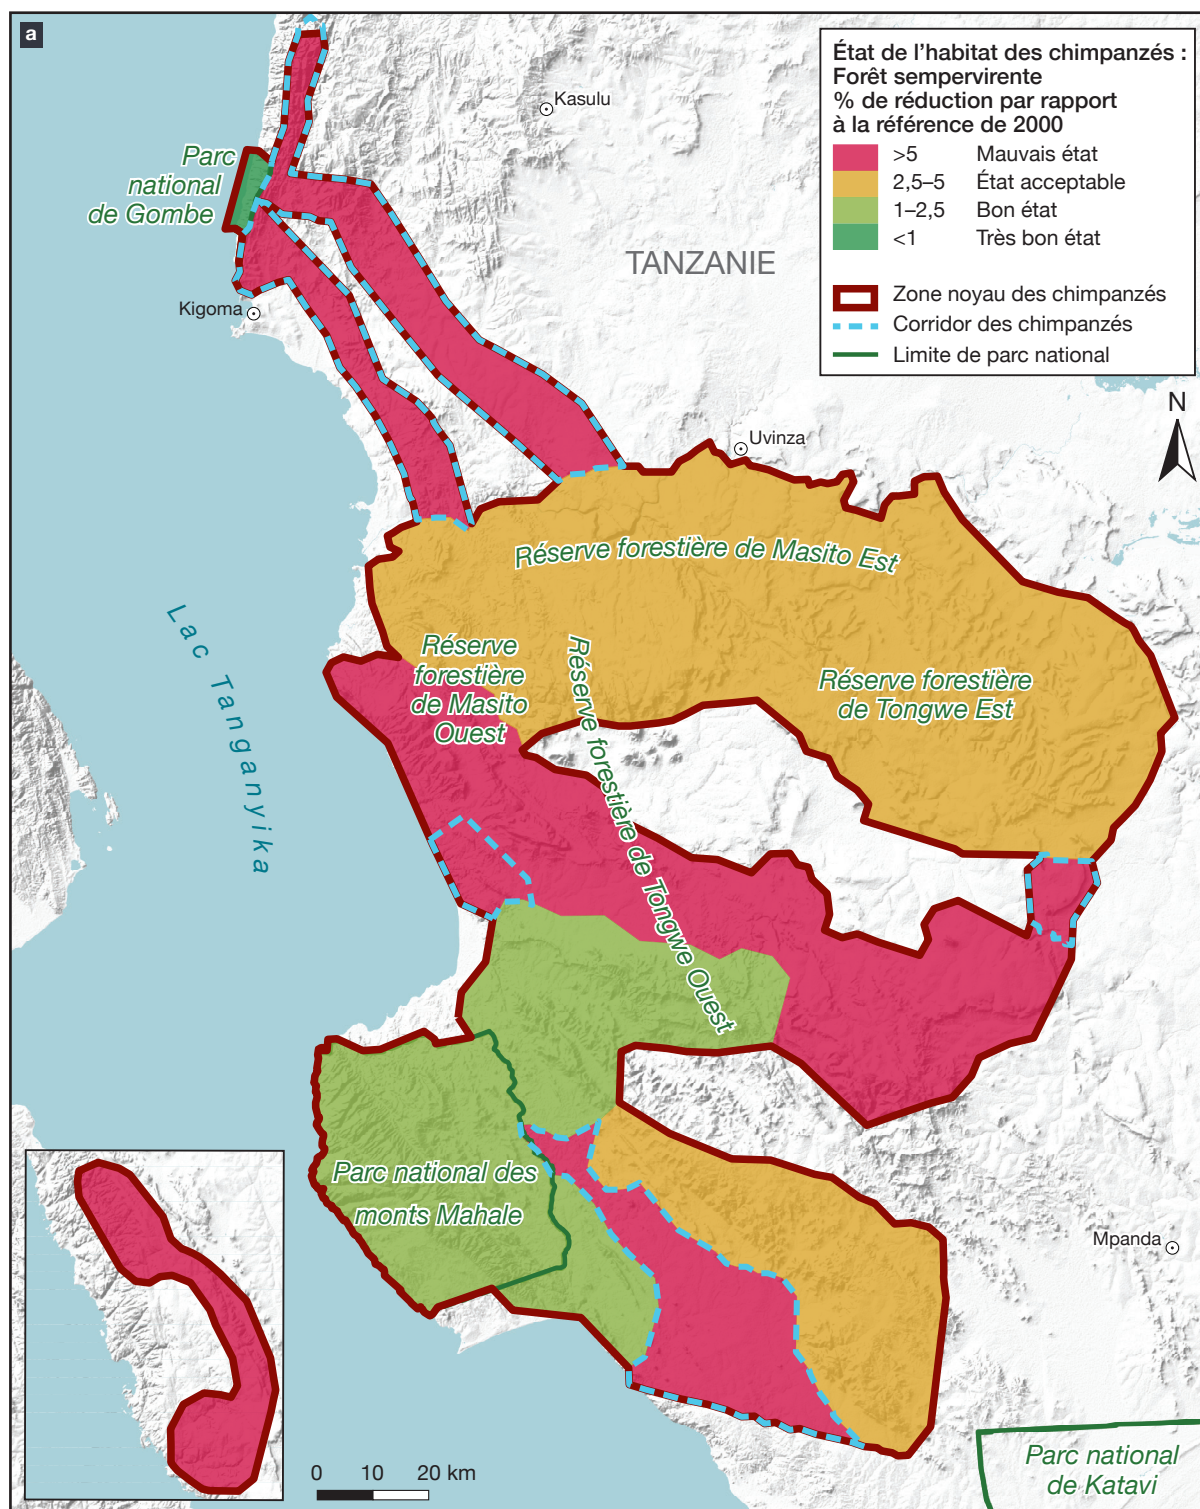 a
État de l'habitat des chimpanzés :
Forêt sempervirente
% de réduction par rapport
à la référence de 2000
>5 Mauvais état
2,5–5 État acceptable
1–2,5 Bon état
<1 Très bon état
Zone noyau des chimpanzés
Corridor des chimpanzés
Limite de parc national
Kasulu
Parc
national
de Gombe
TANZANIE
Kigoma
N
Uvinza
Réserve forestière de Masito Est
Lac Tanganyika
Réserve
forestière
de Masito
Ouest
Réserve forestière de Tongwe Ouest
Réserve forestière
de Tongwe Est
Parc national des
monts Mahale
Mpanda
0 10 20 km
Parc national
de Katavi